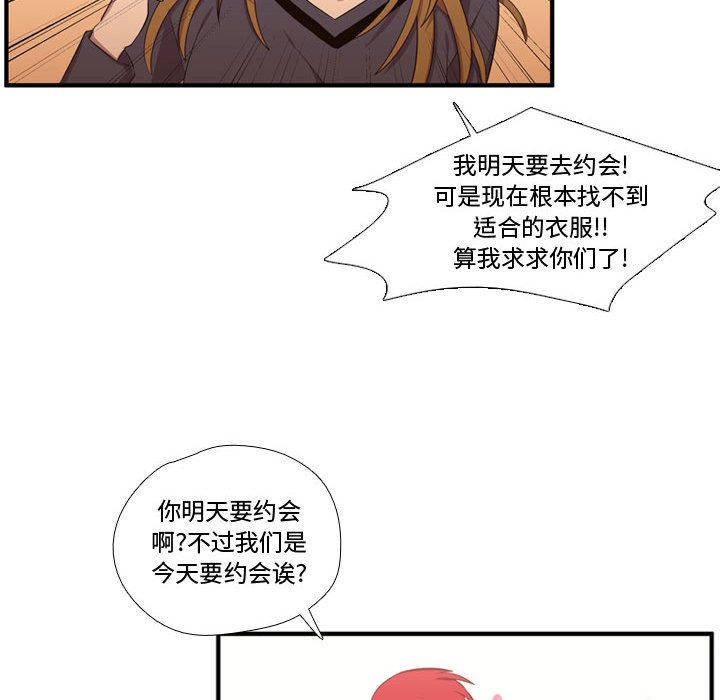 我明天要去约会!
可是现在根本找不到
适合的衣服!!
算我求求你们了!
你明天要约会
啊?不过我们是
今天要约会诶?